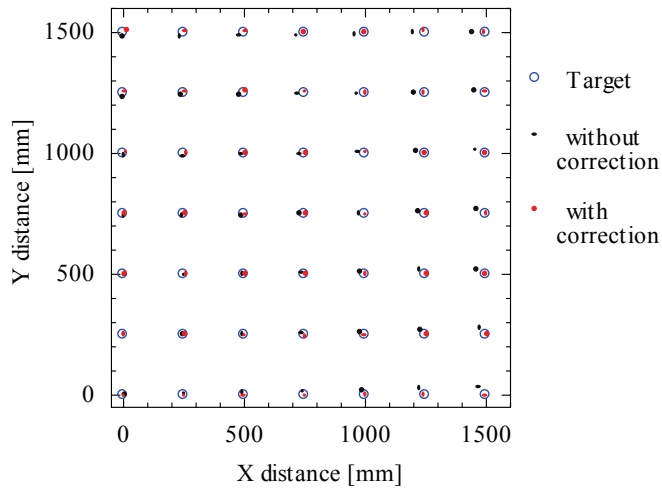 1500
1000
500
0
Y distance [mm]
0
500
1000
1500
X distance [mm]
Target
without
correction
with
correction